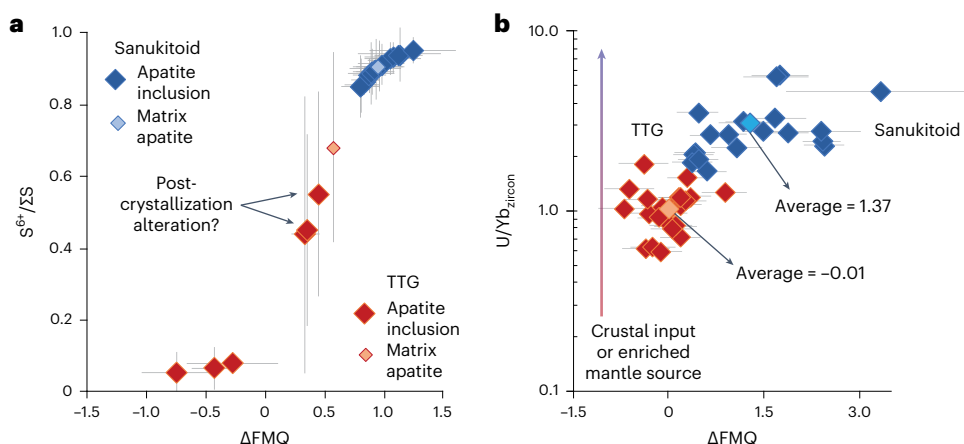 a
1.0
0.8
0.6
0.4
0.2
0
S6+/ΣS
Sanukitoid
Apatite
inclusion
Matrix
apatite
Post-
crystallization
alteration?
TTG
Apatite
inclusion
Matrix
apatite
–1.5
–1.0
–0.5
0
0.5
1.0
1.5
ΔFMQ
b
10.0
1.0
0.1
U/Ybzircon
TTG
Sanukitoid
Average = 1.37
Average = –0.01
Crustal input
or enriched
mantle source
–1.5
0
1.5
3.0
ΔFMQ